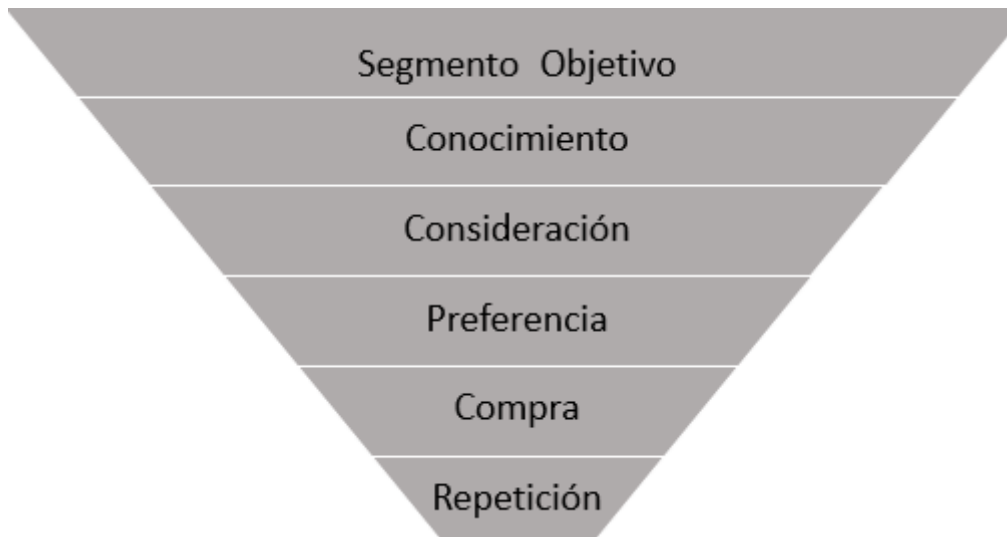 Segmento Objetivo
Conocimiento
Consideración
Preferencia
Compra
Repetición